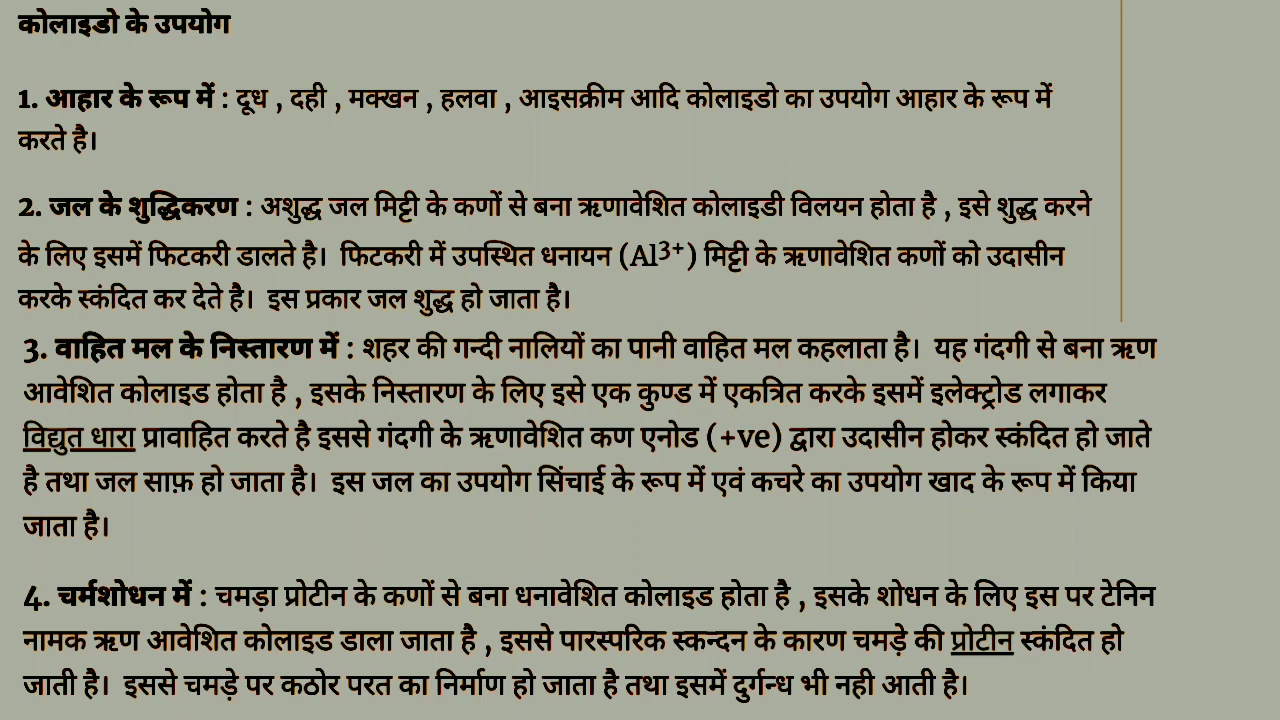 कोलाइडो के उपयोग
1. आहार के रूप में : दूध , दही , मक्खन , हलवा , आइसक्रीम आदि कोलाइडो का उपयोग आहार के रूप में
करते है।
2. जल के शुद्धिकरण : अशुद्ध जल मिट्टी के कणों से बना ऋणावेशित कोलाइडी विलयन होता है , इसे शुद्ध करने
के लिए इसमें फिटकरी डालते है। फिटकरी में उपस्थित धनायन (Al³⁺) मिट्टी के ऋणावेशित कणों को उदासीन
करके स्कंदित कर देते है। इस प्रकार जल शुद्ध हो जाता है।
3. वाहित मल के निस्तारण में : शहर की गन्दी नालियों का पानी वाहित मल कहलाता है। यह गंदगी से बना ऋण
आवेशित कोलाइड होता है , इसके निस्तारण के लिए इसे एक कुण्ड में एकत्रित करके इसमें इलेक्ट्रोड लगाकर
विद्युत धारा प्रावाहित करते है इससे गंदगी के ऋणावेशित कण एनोड (+ve) द्वारा उदासीन होकर स्कंदित हो जाते
है तथा जल साफ़ हो जाता है। इस जल का उपयोग सिंचाई के रूप में एवं कचरे का उपयोग खाद के रूप में किया
जाता है।
4. चर्मशोधन में : चमड़ा प्रोटीन के कणों से बना धनावेशित कोलाइड होता है , इसके शोधन के लिए इस पर टेनिन
नामक ऋण आवेशित कोलाइड डाला जाता है , इससे पारस्परिक स्कन्दन के कारण चमड़े की प्रोटीन स्कंदित हो
जाती है। इससे चमड़े पर कठोर परत का निर्माण हो जाता है तथा इसमें दुर्गन्ध भी नही आती है।